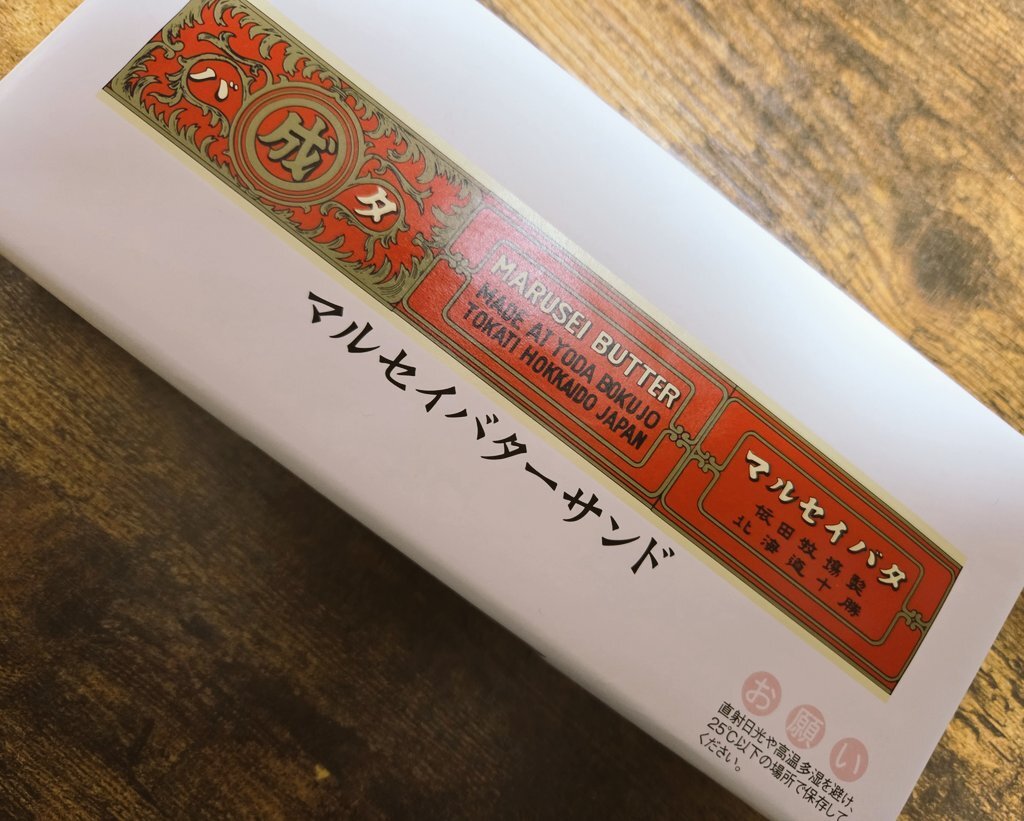 バ
成
タ
MARUSEI BUTTER
MADE AT YODA BOKUJO
TOKATI HOKKAIDO JAPAN
マルセイバタ
依田牧場製
北海道十勝
マルセイバターサンド
お願い
直射日光や高温多湿を避け、
25℃以下の場所で保存して
ください。